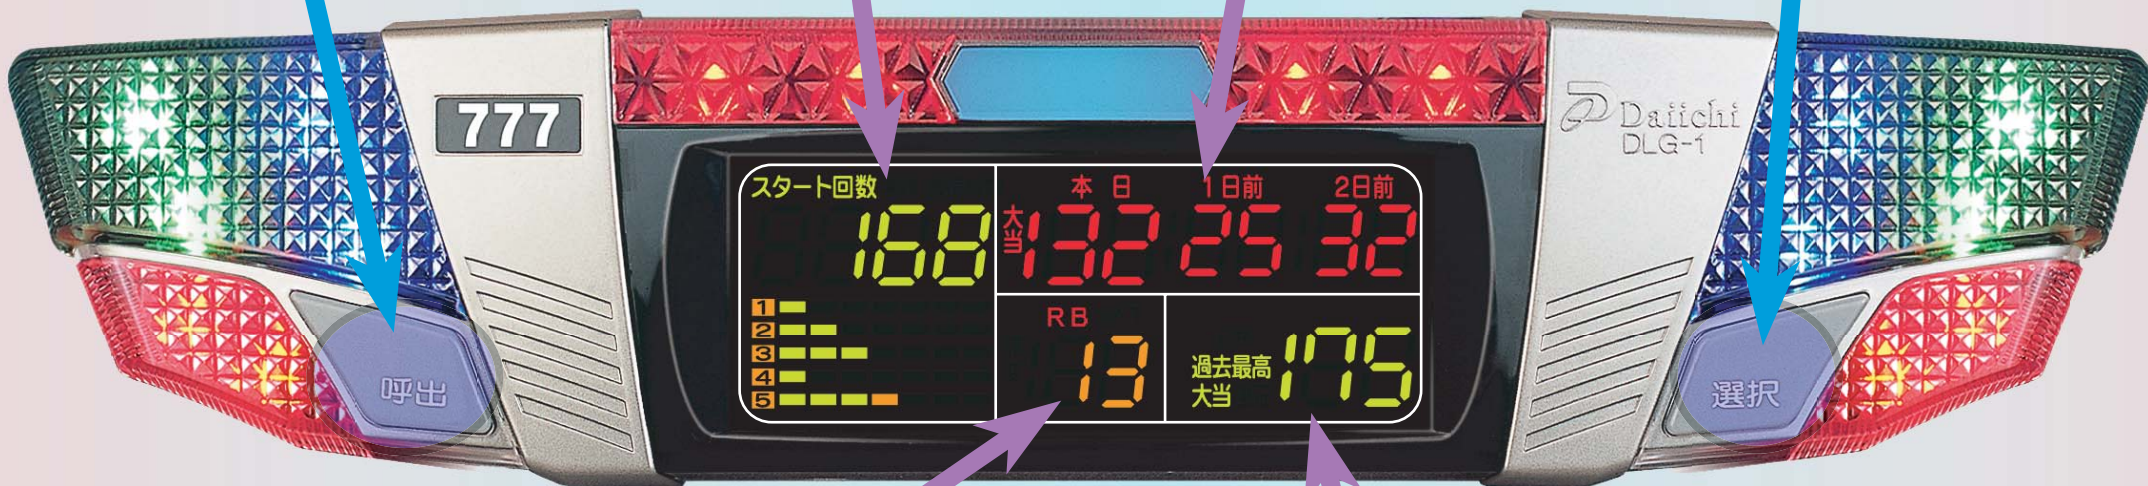 777
Daiichi
DLG-1
スタート回数
168
本日 1日前 2日前
大当 132 25 32
1
2
3
4
5
RB
13
過去最高
大当
175
呼出
選択